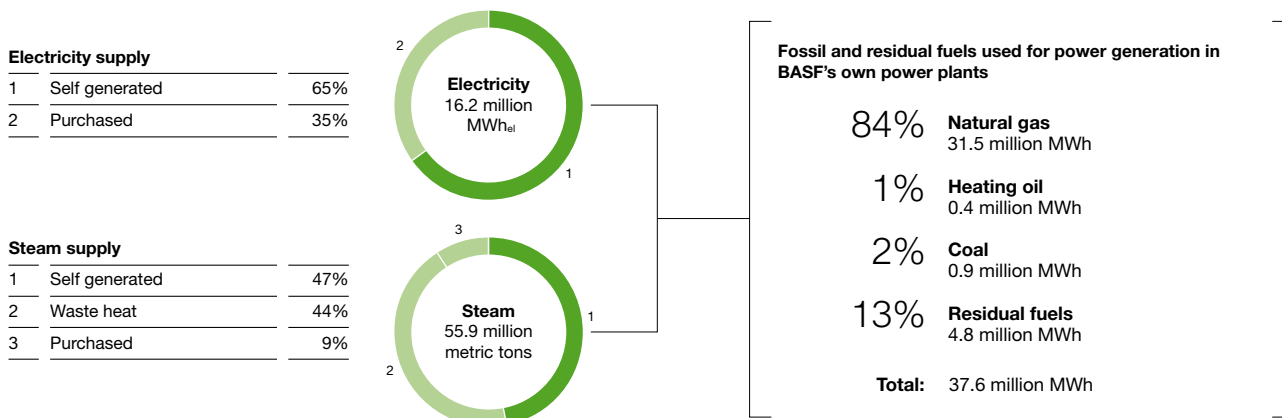 Electricity supply
1 Self generated 65%
2 Purchased 35%
2
Electricity
16.2 million
MWhel
1
Steam supply
1 Self generated 47%
2 Waste heat 44%
3 Purchased 9%
3
Steam
55.9 million
metric tons
1
2
Fossil and residual fuels used for power generation in
BASF's own power plants
84% Natural gas
31.5 million MWh
1% Heating oil
0.4 million MWh
2% Coal
0.9 million MWh
13% Residual fuels
4.8 million MWh
Total: 37.6 million MWh